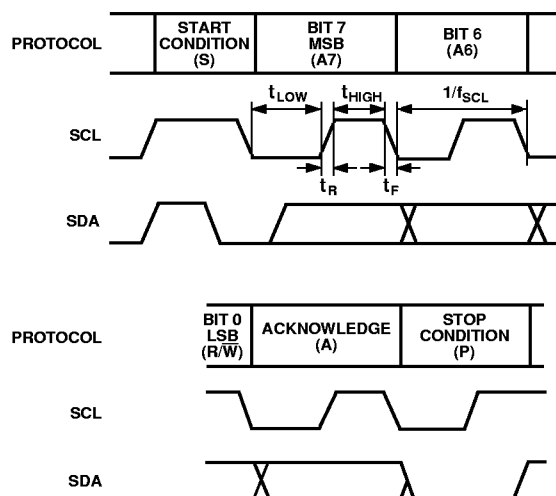 PROTOCOL
START
CONDITION
(S)
BIT 7
MSB
(A7)
BIT 6
(A6)
tLOW
tHIGH
1/fSCL
SCL
tR
tF
SDA
PROTOCOL
BIT 0
LSB
(R/W̅)
ACKNOWLEDGE
(A)
STOP
CONDITION
(P)
SCL
SDA